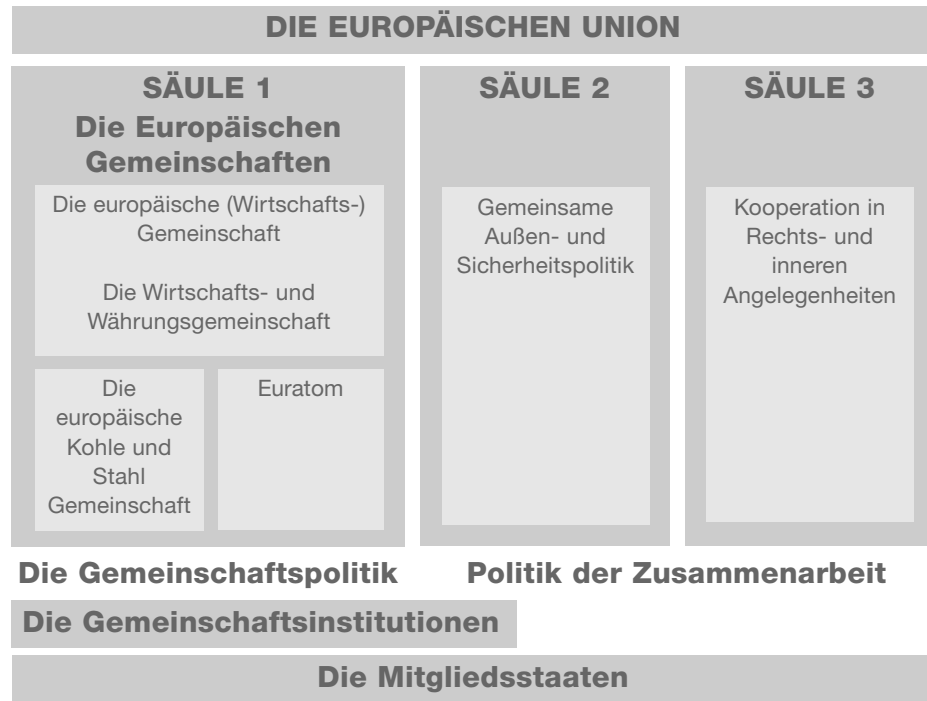 DIE EUROPÄISCHEN UNION
SÄULE 1
Die Europäischen
Gemeinschaften
Die europäische (Wirtschafts-)
Gemeinschaft
Die Wirtschafts- und
Währungsgemeinschaft
Die
europäische
Kohle und
Stahl
Gemeinschaft
Euratom
SÄULE 2
Gemeinsame
Außen- und
Sicherheitspolitik
SÄULE 3
Kooperation in
Rechts- und
inneren
Angelegenheiten
Die Gemeinschaftspolitik
Politik der Zusammenarbeit
Die Gemeinschaftsinstitutionen
Die Mitgliedsstaaten